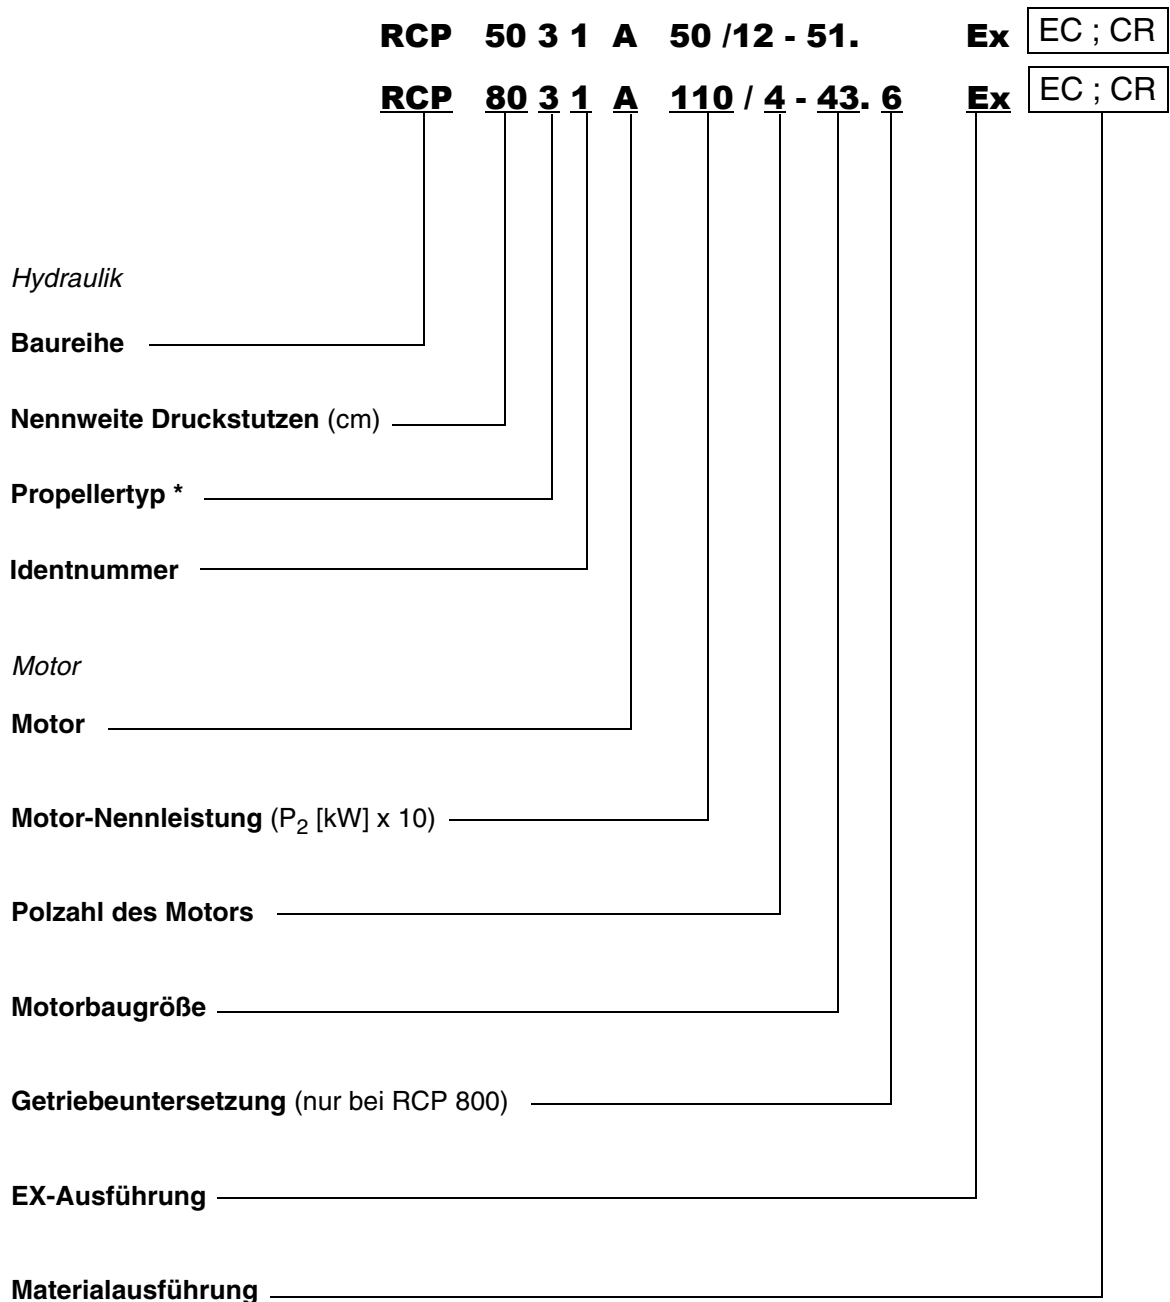 RCP 50 3 1 A 50 /12 - 51. Ex EC ; CR
RCP 80 3 1 A 110 / 4 - 43. 6 Ex EC ; CR
Hydraulik
Baureihe
Nennweite Druckstutzen (cm)
Propellertyp *
Identnummer
Motor
Motor
Motor-Nennleistung (P2 [kW] x 10)
Polzahl des Motors
Motorbaugröße
Getriebeuntersetzung (nur bei RCP 800)
EX-Ausführung
Materialausführung